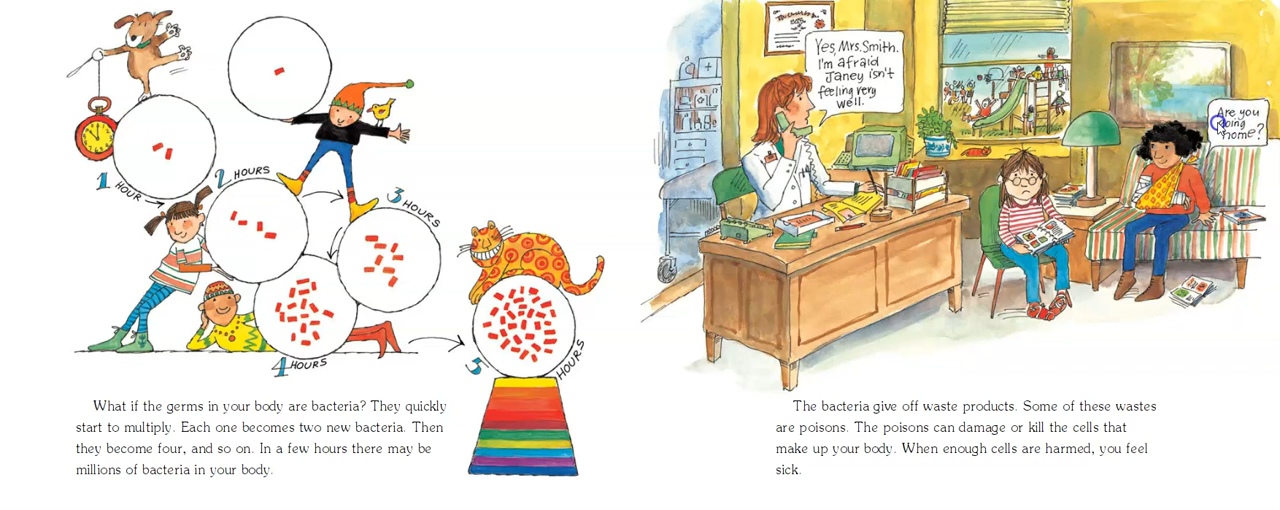 1 HOUR
2 HOURS
3 HOURS
4 HOURS
5 HOURS
What if the germs in your body are bacteria? They quickly
start to multiply. Each one becomes two new bacteria. Then
they become four, and so on. In a few hours there may be
millions of bacteria in your body.
Yes, Mrs. Smith.
I'm afraid
Janey isn't
feeling very
well.
Are you
going
home?
The bacteria give off waste products. Some of these wastes
are poisons. The poisons can damage or kill the cells that
make up your body. When enough cells are harmed, you feel
sick.